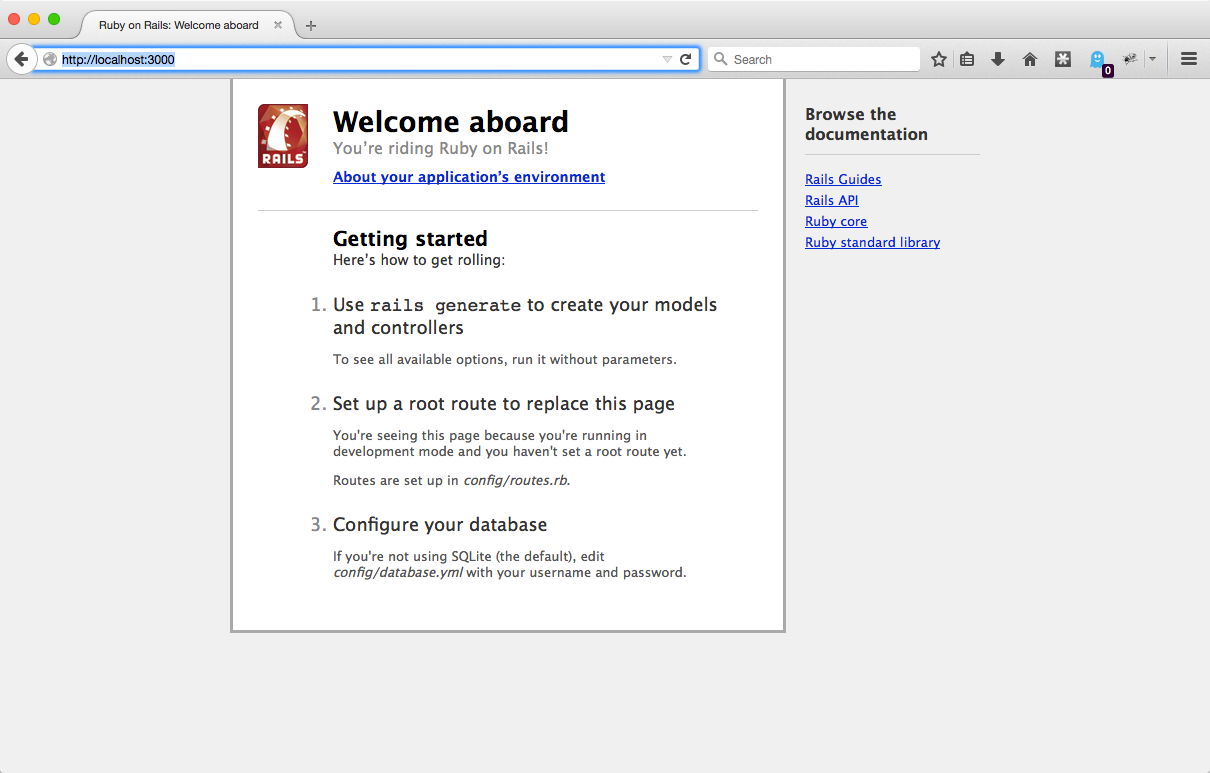 Ruby on Rails: Welcome aboard
http://localhost:3000
Search
0
RAILS
Welcome aboard
You're riding Ruby on Rails!
About your application's environment
Getting started
Here's how to get rolling:
1. Use rails generate to create your models
and controllers
To see all available options, run it without parameters.
2. Set up a root route to replace this page
You're seeing this page because you're running in
development mode and you haven't set a root route yet.
Routes are set up in config/routes.rb.
3. Configure your database
If you're not using SQLite (the default), edit
config/database.yml with your username and password.
Browse the
documentation
Rails Guides
Rails API
Ruby core
Ruby standard library